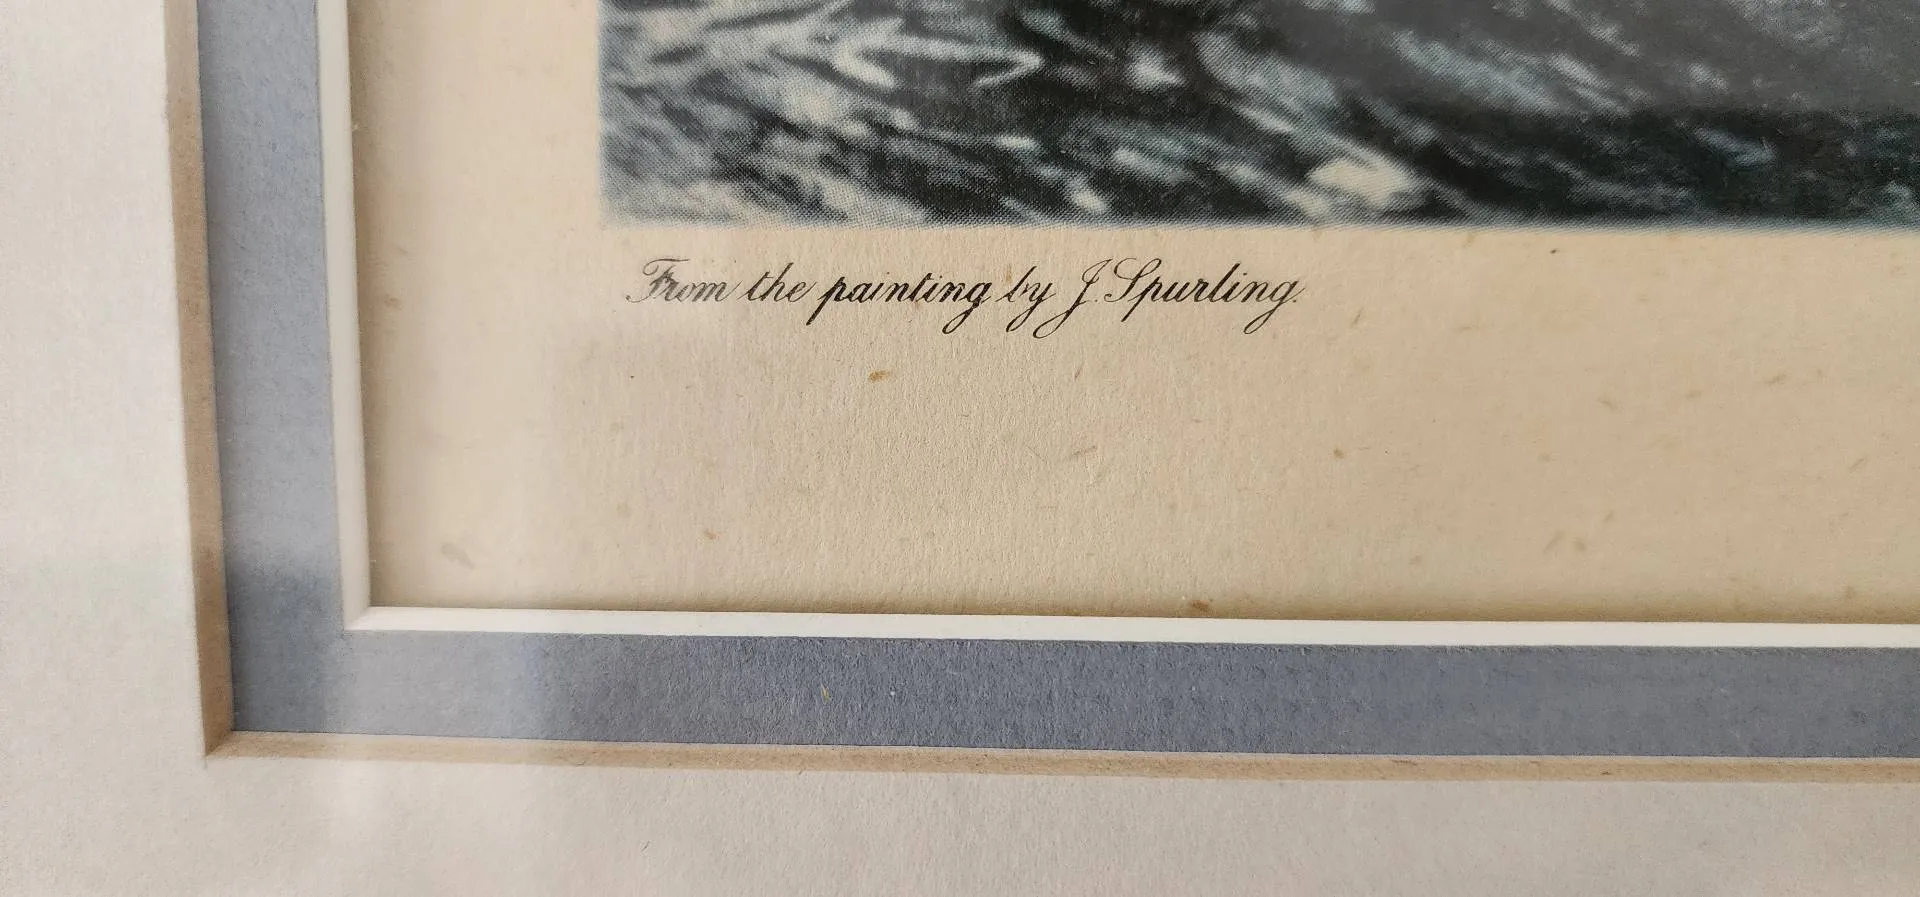 From the painting by J. Spurling.